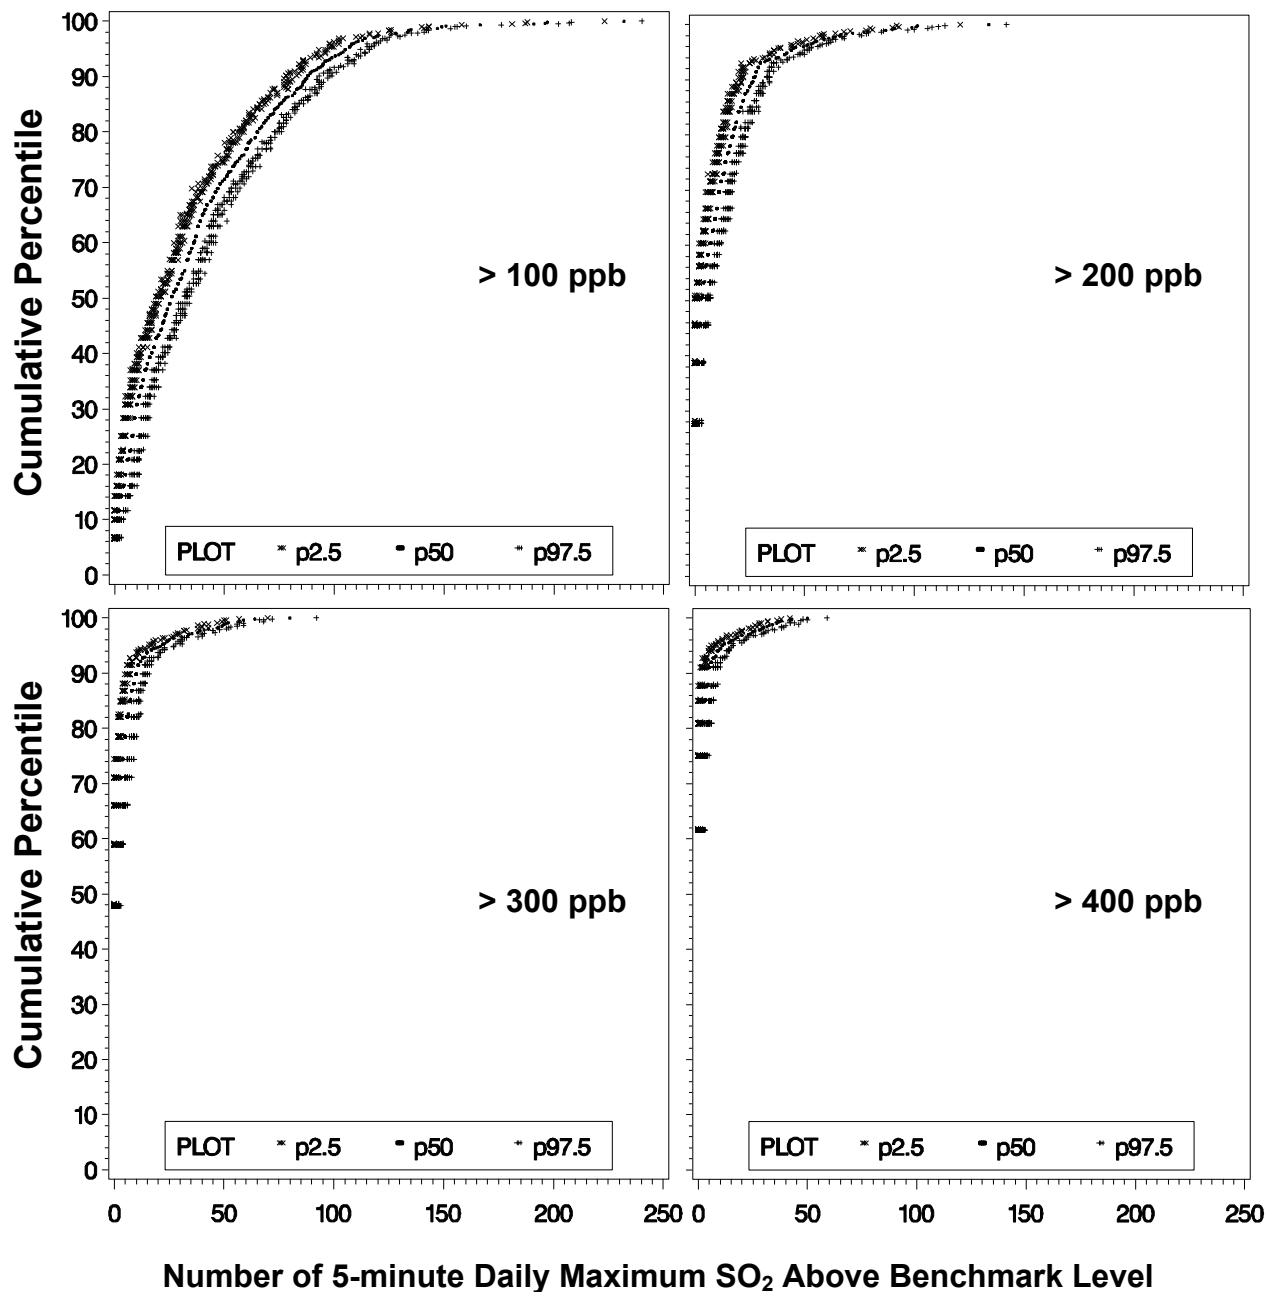 Cumulative Percentile
100
90
80
70
60
50
40
30
20
10
0
> 100 ppb
PLOT p2.5 p50 p97.5
> 200 ppb
PLOT p2.5 p50 p97.5
Cumulative Percentile
100
90
80
70
60
50
40
30
20
10
0
> 300 ppb
PLOT p2.5 p50 p97.5
0 50 100 150 200 250
> 400 ppb
PLOT p2.5 p50 p97.5
0 50 100 150 200 250
Number of 5-minute Daily Maximum SO₂ Above Benchmark Level